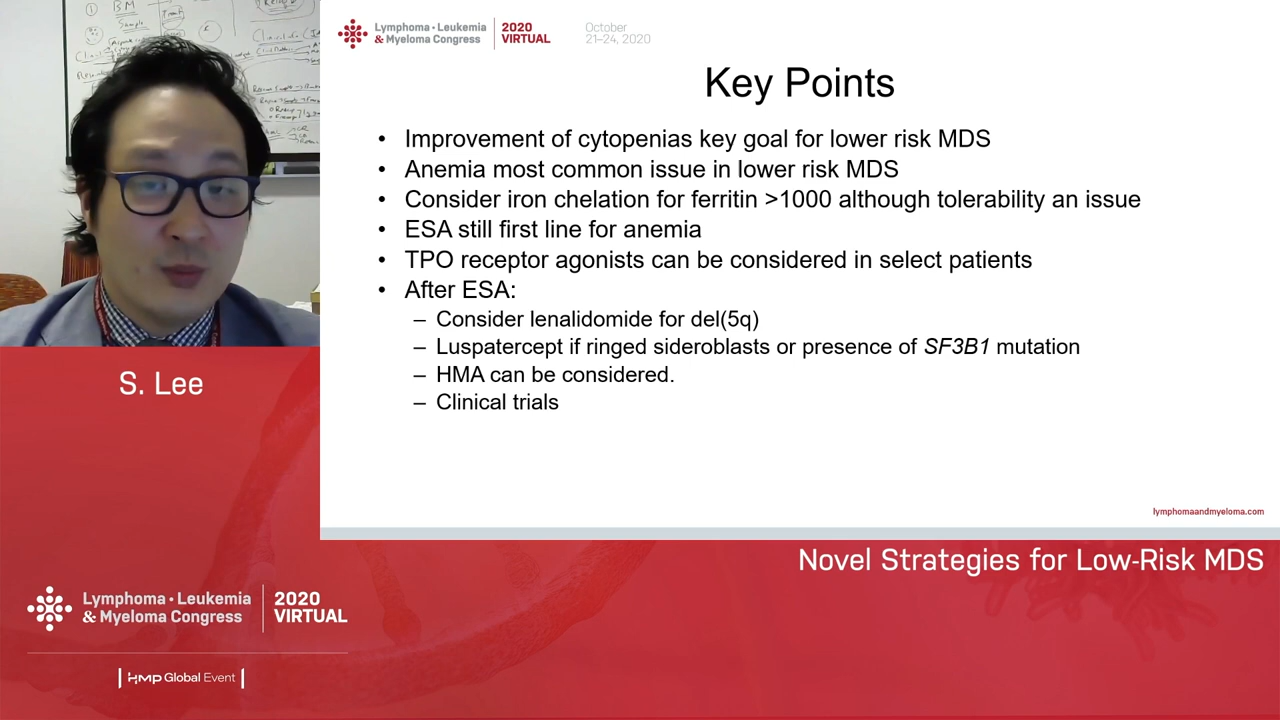 BM
Sample
Lymphoma • Leukemia
& Myeloma Congress
2020
VIRTUAL
October
21–24, 2020
Key Points
• Improvement of cytopenias key goal for lower risk MDS
• Anemia most common issue in lower risk MDS
• Consider iron chelation for ferritin >1000 although tolerability an issue
• ESA still first line for anemia
• TPO receptor agonists can be considered in select patients
• After ESA:
– Consider lenalidomide for del(5q)
– Luspatercept if ringed sideroblasts or presence of SF3B1 mutation
– HMA can be considered.
– Clinical trials
lymphomaandmyeloma.com
S. Lee
Novel Strategies for Low-Risk MDS
Lymphoma • Leukemia
& Myeloma Congress
2020
VIRTUAL
HMP Global Event